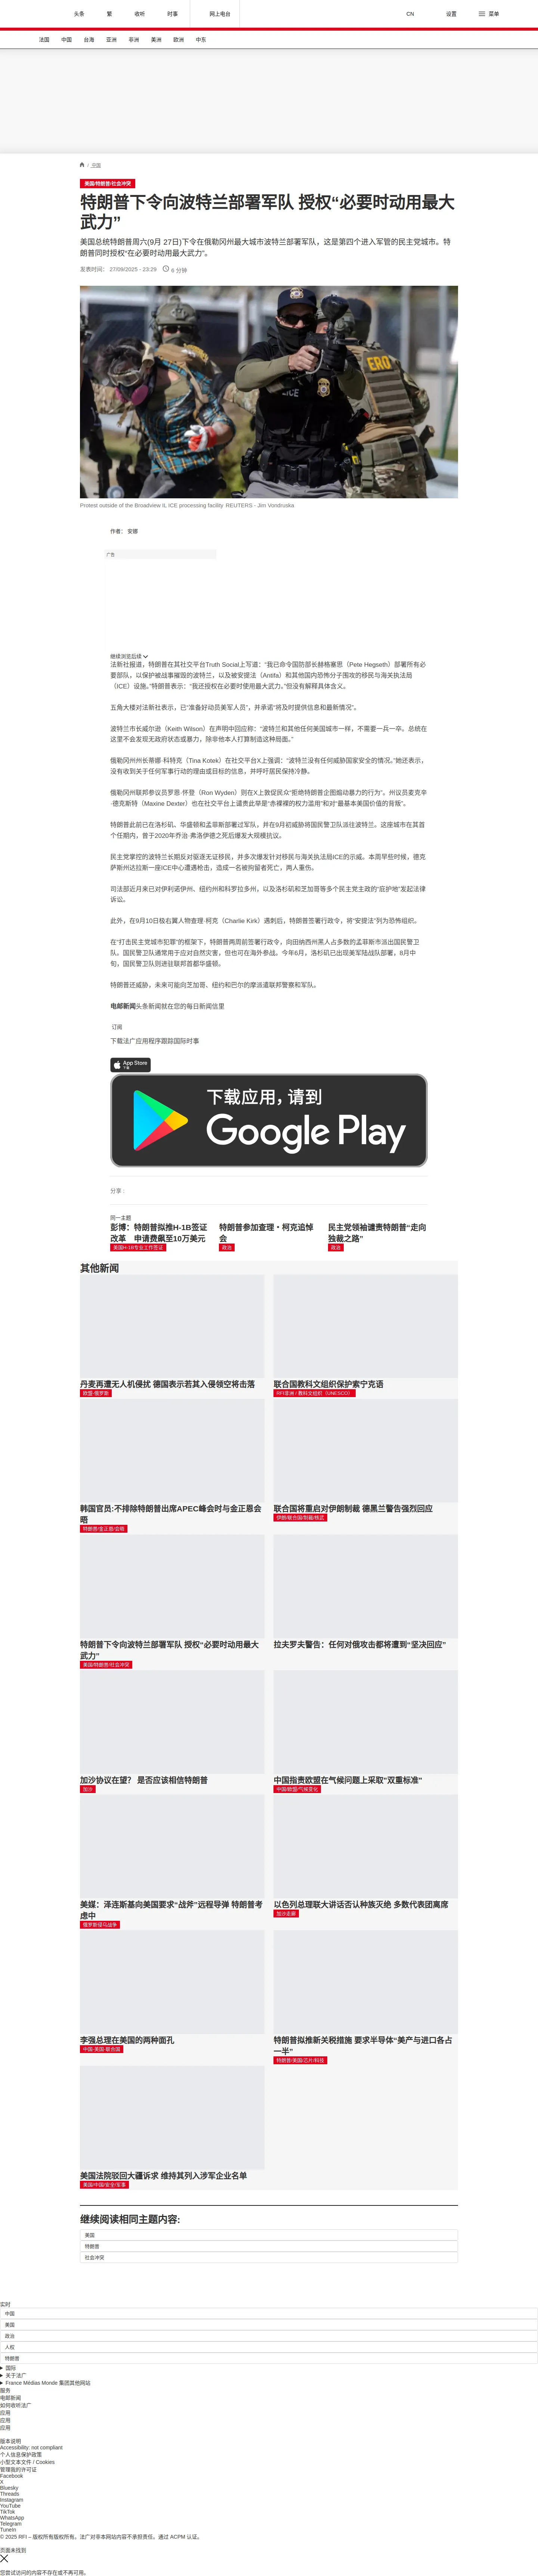 头条
繁
收听
时事
网上电台
CN
设置
菜单
法国
中国
台海
亚洲
非洲
美洲
欧洲
中东
/ 中国
美国/特朗普/社会冲突
特朗普下令向波特兰部署军队 授权“必要时动用最大
武力”
美国总统特朗普周六(9月 27日)下令在俄勒冈州最大城市波特兰部署军队，这是第四个进入军管的民主党城市。特
朗普同时授权“在必要时动用最大武力”。
发表时间： 27/09/2025 - 23:29
6 分钟
ERO
Protest outside of the Broadview IL ICE processing facility REUTERS - Jim Vondruska
作者： 安娜
广告
继续浏览后续
法新社报道，特朗普在其社交平台Truth Social上写道：“我已命令国防部长赫格塞思（Pete Hegseth）部署所有必
要部队，以保护被战事摧毁的波特兰，以及被安提法（Antifa）和其他国内恐怖分子围攻的移民与海关执法局
（ICE）设施。”特朗普表示：“我还授权在必要时使用最大武力。”但没有解释具体含义。
五角大楼对法新社表示，已“准备好动员美军人员”，并承诺“将及时提供信息和最新情况”。
波特兰市长威尔逊（Keith Wilson）在声明中回应称：“波特兰和其他任何美国城市一样，不需要一兵一卒。总统在
这里不会发现无政府状态或暴力，除非他本人打算制造这种局面。”
俄勒冈州州长蒂娜·科特克（Tina Kotek）在社交平台X上强调：“波特兰没有任何威胁国家安全的情况。”她还表示，
没有收到关于任何军事行动的理由或目标的信息，并呼吁居民保持冷静。
俄勒冈州联邦参议员罗恩·怀登（Ron Wyden）则在X上敦促民众“拒绝特朗普企图煽动暴力的行为”。州议员麦克辛
·德克斯特（Maxine Dexter）也在社交平台上谴责此举是“赤裸裸的权力滥用”和对“最基本美国价值的背叛”。
特朗普此前已在洛杉矶、华盛顿和孟菲斯部署过军队，并在9月初威胁将国民警卫队派往波特兰。这座城市在其首
个任期内，曾于2020年乔治·弗洛伊德之死后爆发大规模抗议。
民主党掌控的波特兰长期反对驱逐无证移民，并多次爆发针对移民与海关执法局ICE的示威。本周早些时候，德克
萨斯州达拉斯一座ICE中心遭遇枪击，造成一名被拘留者死亡，两人重伤。
司法部近月来已对伊利诺伊州、纽约州和科罗拉多州，以及洛杉矶和芝加哥等多个民主党主政的“庇护地”发起法律
诉讼。
此外，在9月10日极右翼人物查理·柯克（Charlie Kirk）遇刺后，特朗普签署行政令，将“安提法”列为恐怖组织。
在“打击民主党城市犯罪”的框架下，特朗普两周前签署行政令，向田纳西州黑人占多数的孟菲斯市派出国民警卫
队。国民警卫队通常用于应对自然灾害，但也可在海外参战。今年6月，洛杉矶已出现美军陆战队部署，8月中
旬，国民警卫队则进驻联邦首都华盛顿。
特朗普还威胁，未来可能向芝加哥、纽约和巴尔的摩派遣联邦警察和军队。
电邮新闻头条新闻就在您的每日新闻信里
订阅
下载法广应用程序跟踪国际时事
App Store
下载
下载应用，请到
Google Play
分享 :
同一主题
彭博：特朗普拟推H-1B签证
改革 申请费飙至10万美元
美国H-1B专业工作签证
特朗普参加查理・柯克追悼
会
政治
民主党领袖谴责特朗普“走向
独裁之路”
政治
其他新闻
丹麦再遭无人机侵扰 德国表示若其入侵领空将击落
欧盟-俄罗斯
联合国教科文组织保护索宁克语
RFI非洲 / 教科文组织（UNESCO）
韩国官员:不排除特朗普出席APEC峰会时与金正恩会
晤
特朗普/金正恩/会晤
联合国将重启对伊朗制裁 德黑兰警告强烈回应
伊朗/联合国/制裁/核武
特朗普下令向波特兰部署军队 授权“必要时动用最大
武力”
美国/特朗普/社会冲突
拉夫罗夫警告：任何对俄攻击都将遭到“坚决回应”
加沙协议在望？ 是否应该相信特朗普
加沙
中国指责欧盟在气候问题上采取"双重标准"
中国/欧盟/气候变化
美媒：泽连斯基向美国要求“战斧”远程导弹 特朗普考
虑中
俄罗斯侵乌战争
以色列总理联大讲话否认种族灭绝 多数代表团离席
加沙走廊
李强总理在美国的两种面孔
中国-美国-联合国
特朗普拟推新关税措施 要求半导体“美产与进口各占
一半”
特朗普/美国/芯片/科技
美国法院驳回大疆诉求 维持其列入涉军企业名单
美国/中国/安全/军事
继续阅读相同主题内容:
美国
特朗普
社会冲突
实时
中国
美国
政治
人权
特朗普
国际
关于法广
France Médias Monde 集团其他网站
服务
电邮新闻
如何收听法广
应用
应用
应用
版本说明
Accessibility: not compliant
个人信息保护政策
小型文本文件 / Cookies
管理我的许可证
Facebook
X
Bluesky
Threads
Instagram
YouTube
TikTok
WhatsApp
Telegram
TuneIn
© 2025 RFI – 版权所有版权所有。法广对非本网站内容不承担责任。通过 ACPM 认证。
页面未找到
您尝试访问的内容不存在或不再可用。